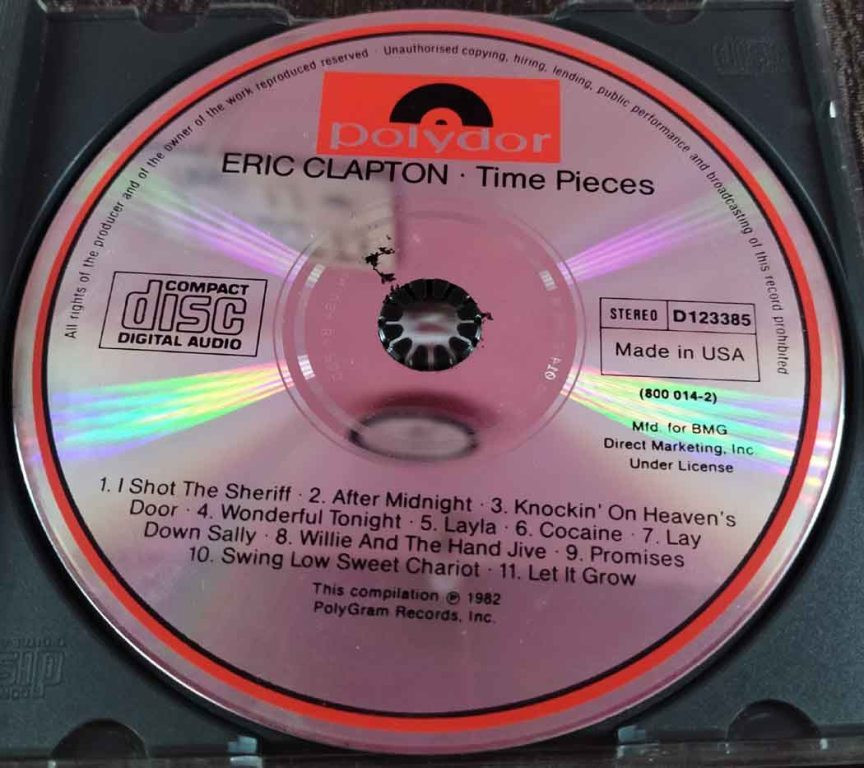 All rights of the producer and of the owner of the work reproduced reserved · Unauthorised copying, hiring, lending, public performance and broadcasting of this record prohibited
polydor
ERIC CLAPTON · Time Pieces
COMPACT
disc
DIGITAL AUDIO
STEREO D123385
Made in USA
(800 014-2)
Mfd. for BMG
Direct Marketing, Inc.
Under License
1. I Shot The Sheriff · 2. After Midnight · 3. Knockin' On Heaven's
Door · 4. Wonderful Tonight · 5. Layla · 6. Cocaine · 7. Lay
Down Sally · 8. Willie And The Hand Jive · 9. Promises
10. Swing Low Sweet Chariot · 11. Let It Grow
This compilation ℗ 1982
PolyGram Records, Inc.
disc